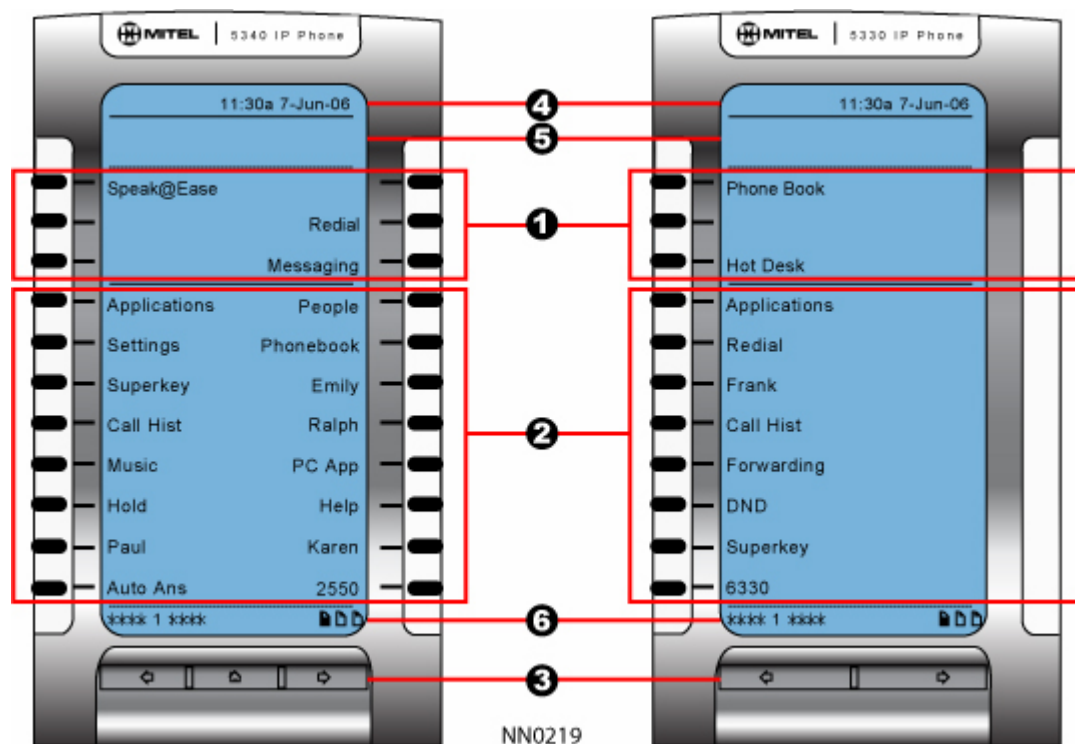 MITEL | 5340 IP Phone
11:30a 7-Jun-06
Speak@Ease
Redial
Messaging
Applications People
Settings Phonebook
Superkey Emily
Call Hist Ralph
Music PC App
Hold Help
Paul Karen
Auto Ans 2550
**** 1 ****
4
5
1
2
6
3
NN0219
MITEL | 5330 IP Phone
11:30a 7-Jun-06
Phone Book
Hot Desk
Applications
Redial
Frank
Call Hist
Forwarding
DND
Superkey
6330
**** 1 ****